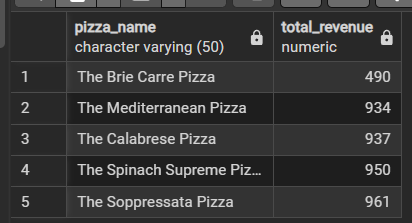 pizza_name
character varying (50)
total_revenue
numeric
1 The Brie Carre Pizza 490
2 The Mediterranean Pizza 934
3 The Calabrese Pizza 937
4 The Spinach Supreme Piz... 950
5 The Soppressata Pizza 961